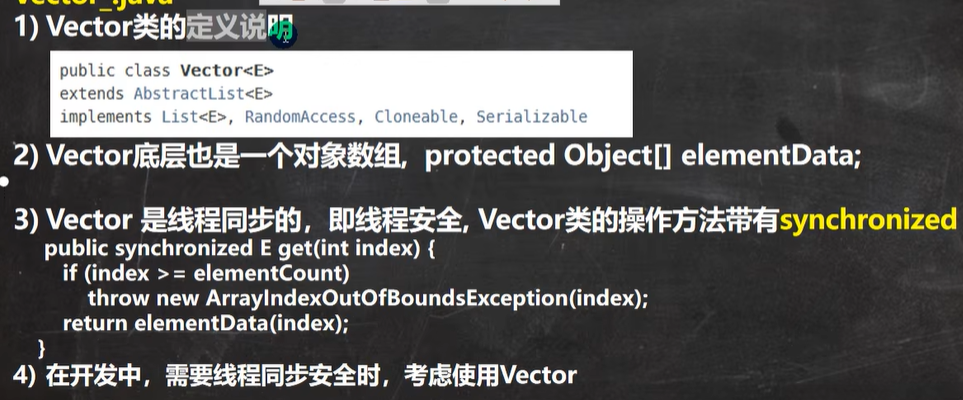 vector_.java
1) Vector类的定义说明
public class Vector<E>
extends AbstractList<E>
implements List<E>, RandomAccess, Cloneable, Serializable
2) Vector底层也是一个对象数组, protected Object[] elementData;
3) Vector 是线程同步的，即线程安全, Vector类的操作方法带有synchronized
public synchronized E get(int index) {
if (index >= elementCount)
throw new ArrayIndexOutOfBoundsException(index);
return elementData(index);
}
4) 在开发中，需要线程同步安全时，考虑使用Vector